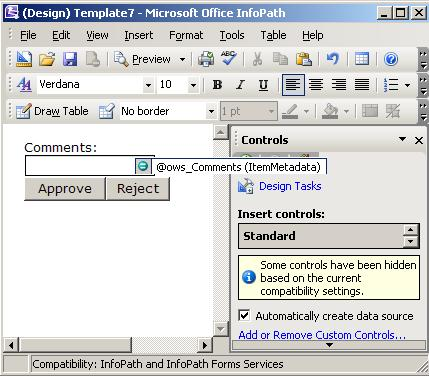 (Design) Template7 - Microsoft Office InfoPath
File Edit View Insert Format Tools Table Help
Preview
Verdana 10 B I U
Draw Table No border 1 pt
Comments:
@ows_Comments (ItemMetadata)
Approve Reject
Controls
Design Tasks
Insert controls:
Standard
Some controls have been hidden
based on the current
compatibility settings.
Automatically create data source
Add or Remove Custom Controls...
Compatibility: InfoPath and InfoPath Forms Services